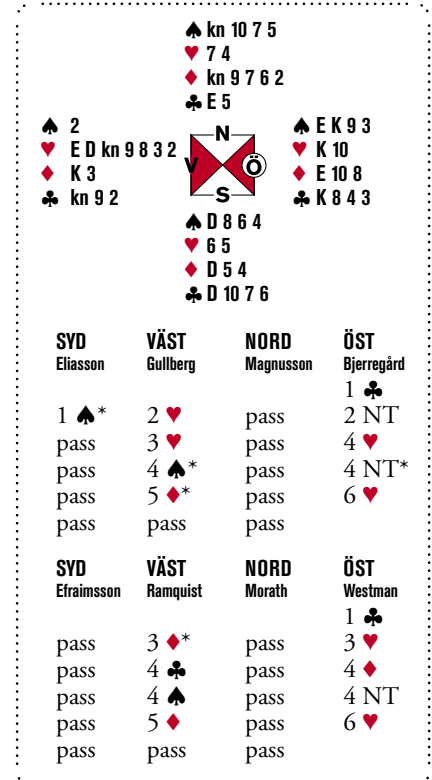 ♠ kn 10 7 5
♥ 7 4
♦ kn 9 7 6 2
♣ E 5
♠ 2
♥ E D kn 9 8 3 2
♦ K 3
♣ kn 9 2
N
V Ö
S
♠ E K 9 3
♥ K 10
♦ E 10 8
♣ K 8 4 3
♠ D 8 6 4
♥ 6 5
♦ D 5 4
♣ D 10 7 6
SYD VÄST NORD ÖST
Eliasson Gullberg Magnusson Bjerregård
1 ♣
1 ♠* 2 ♥ pass 2 NT
pass 3 ♥ pass 4 ♥
pass 4 ♠* pass 4 NT*
pass 5 ♦* pass 6 ♥
pass pass pass
SYD VÄST NORD ÖST
Efraimsson Ramquist Morath Westman
1 ♣
pass 3 ♦* pass 3 ♥
pass 4 ♣ pass 4 ♦
pass 4 ♠ pass 4 NT
pass 5 ♦ pass 6 ♥
pass pass pass